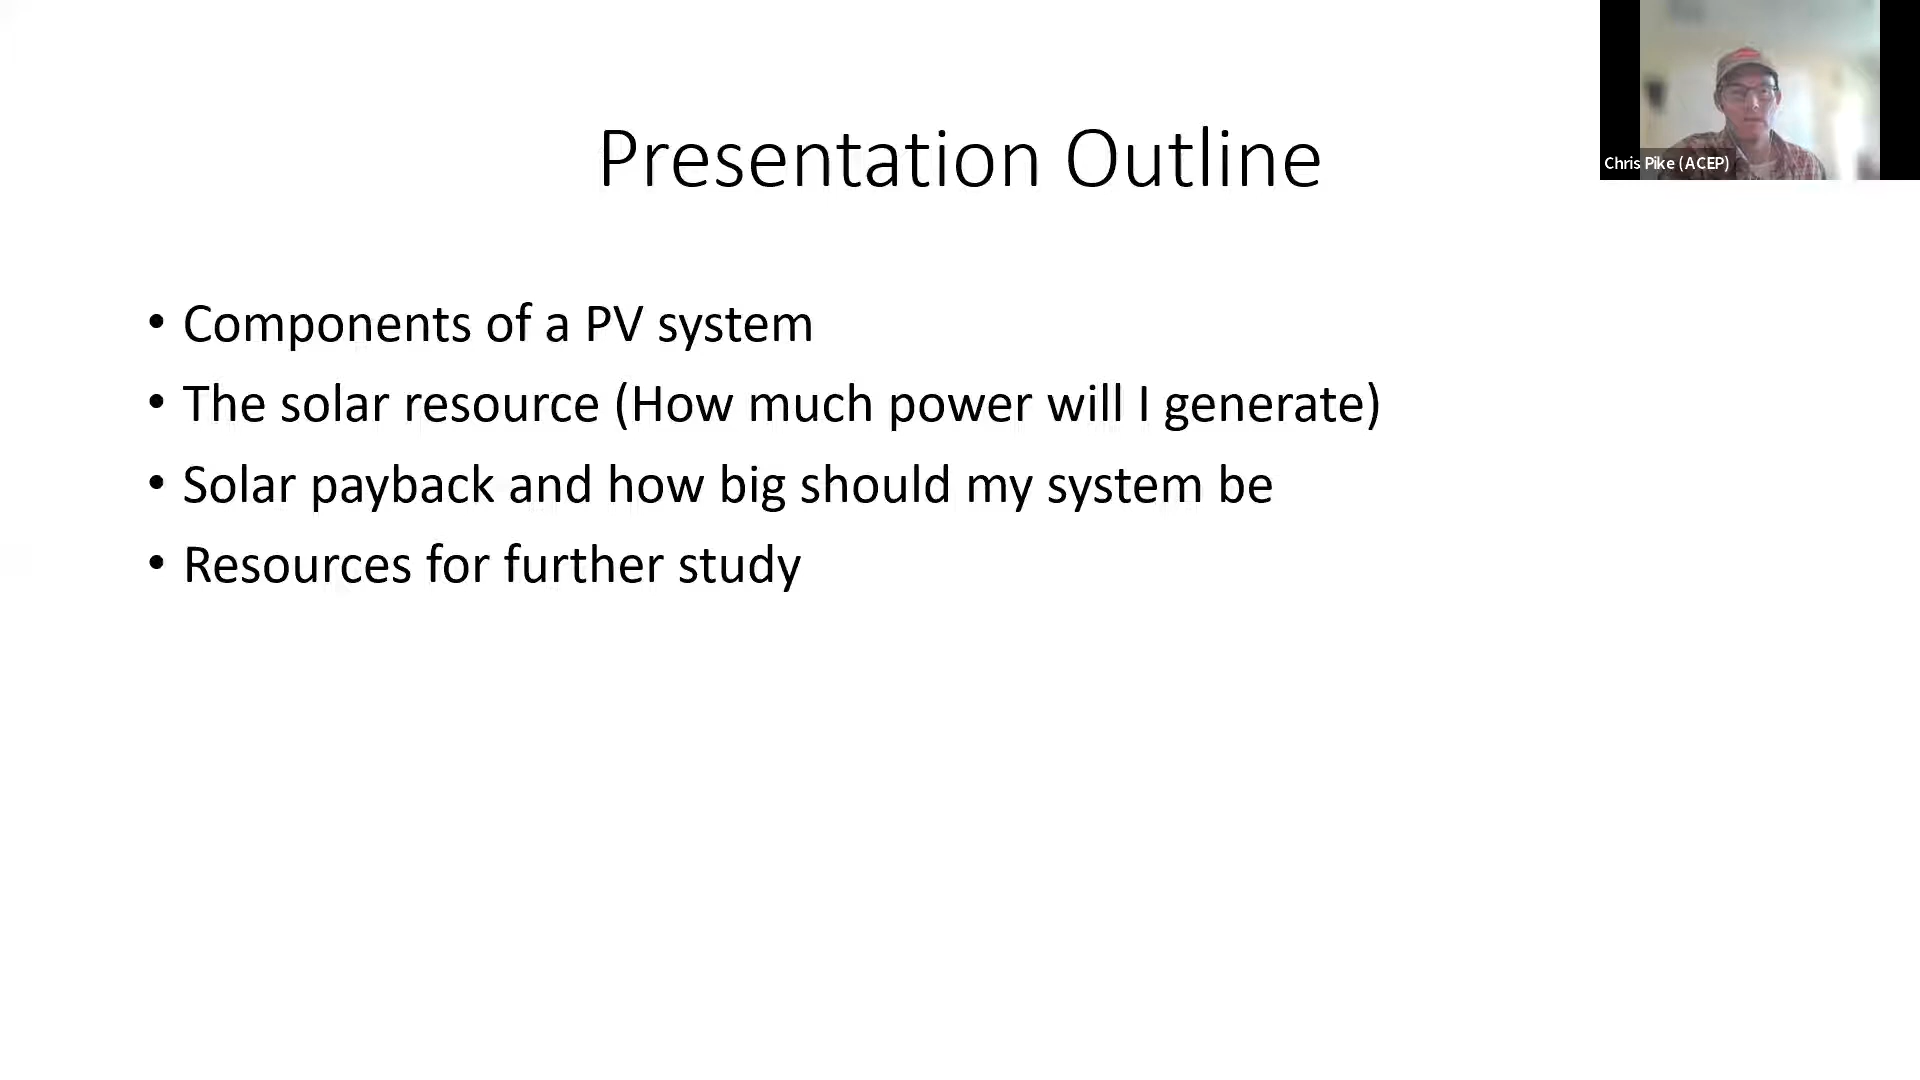 Presentation Outline
Chris Pike (ACEP)
• Components of a PV system
• The solar resource (How much power will I generate)
• Solar payback and how big should my system be
• Resources for further study